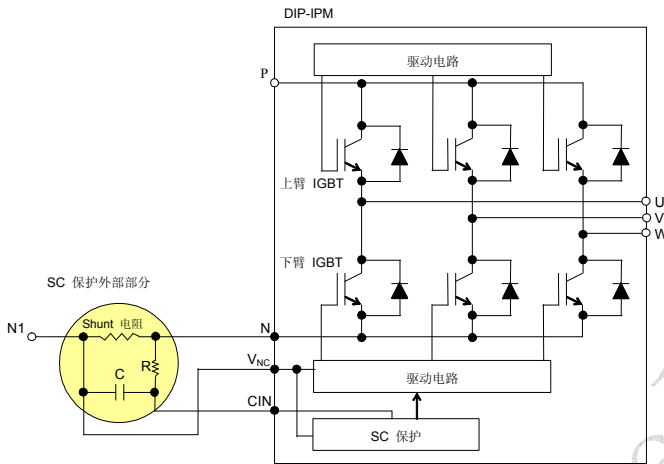 DIP-IPM
驱动电路
P
上臂 IGBT
U
V
W
下臂 IGBT
SC 保护外部部分
N1
Shunt 电阻
N
R
C
VNC
驱动电路
CIN
SC 保护